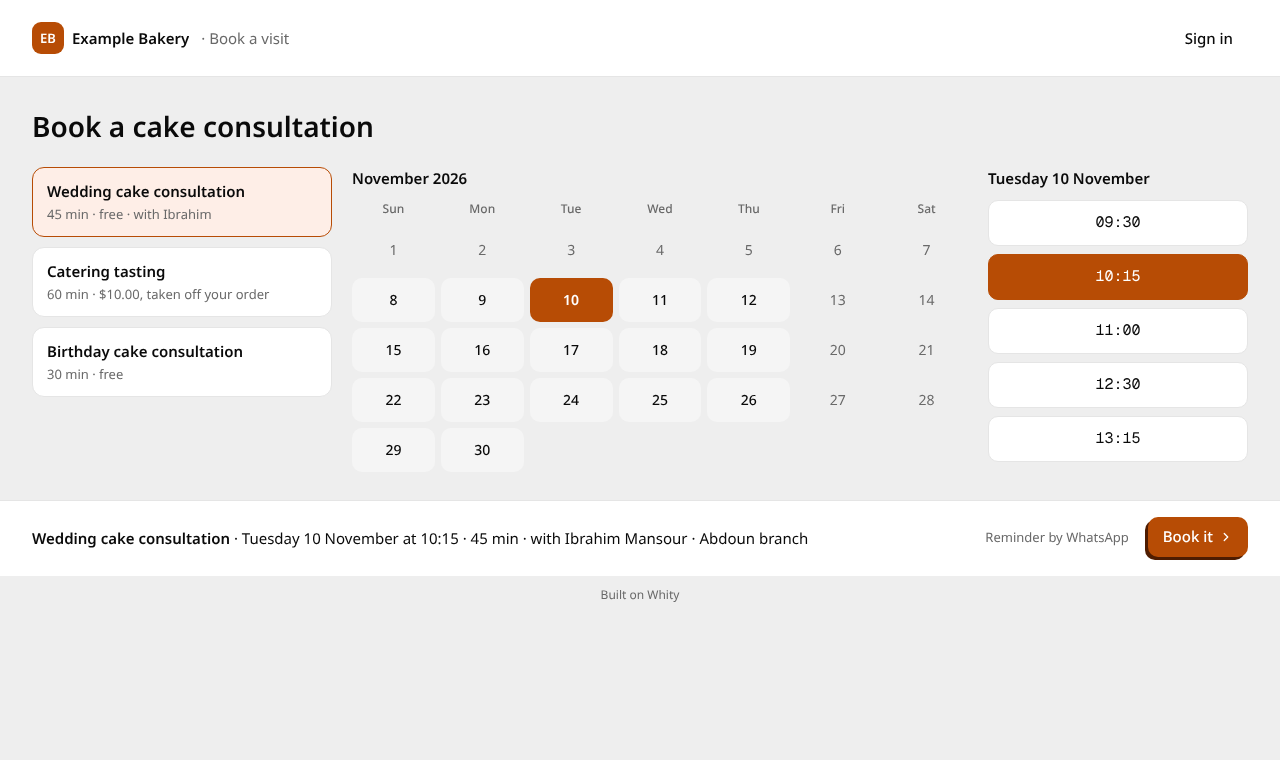 EB Example Bakery · Book a visit
Sign in
Book a cake consultation
Wedding cake consultation
45 min · free · with Ibrahim
Catering tasting
60 min · $10.00, taken off your order
Birthday cake consultation
30 min · free
November 2026
Sun Mon Tue Wed Thu Fri Sat
1 2 3 4 5 6 7
8 9 10 11 12 13 14
15 16 17 18 19 20 21
22 23 24 25 26 27 28
29 30
Tuesday 10 November
09:30
10:15
11:00
12:30
13:15
Wedding cake consultation · Tuesday 10 November at 10:15 · 45 min · with Ibrahim Mansour · Abdoun branch
Reminder by WhatsApp
Book it
Built on Whity